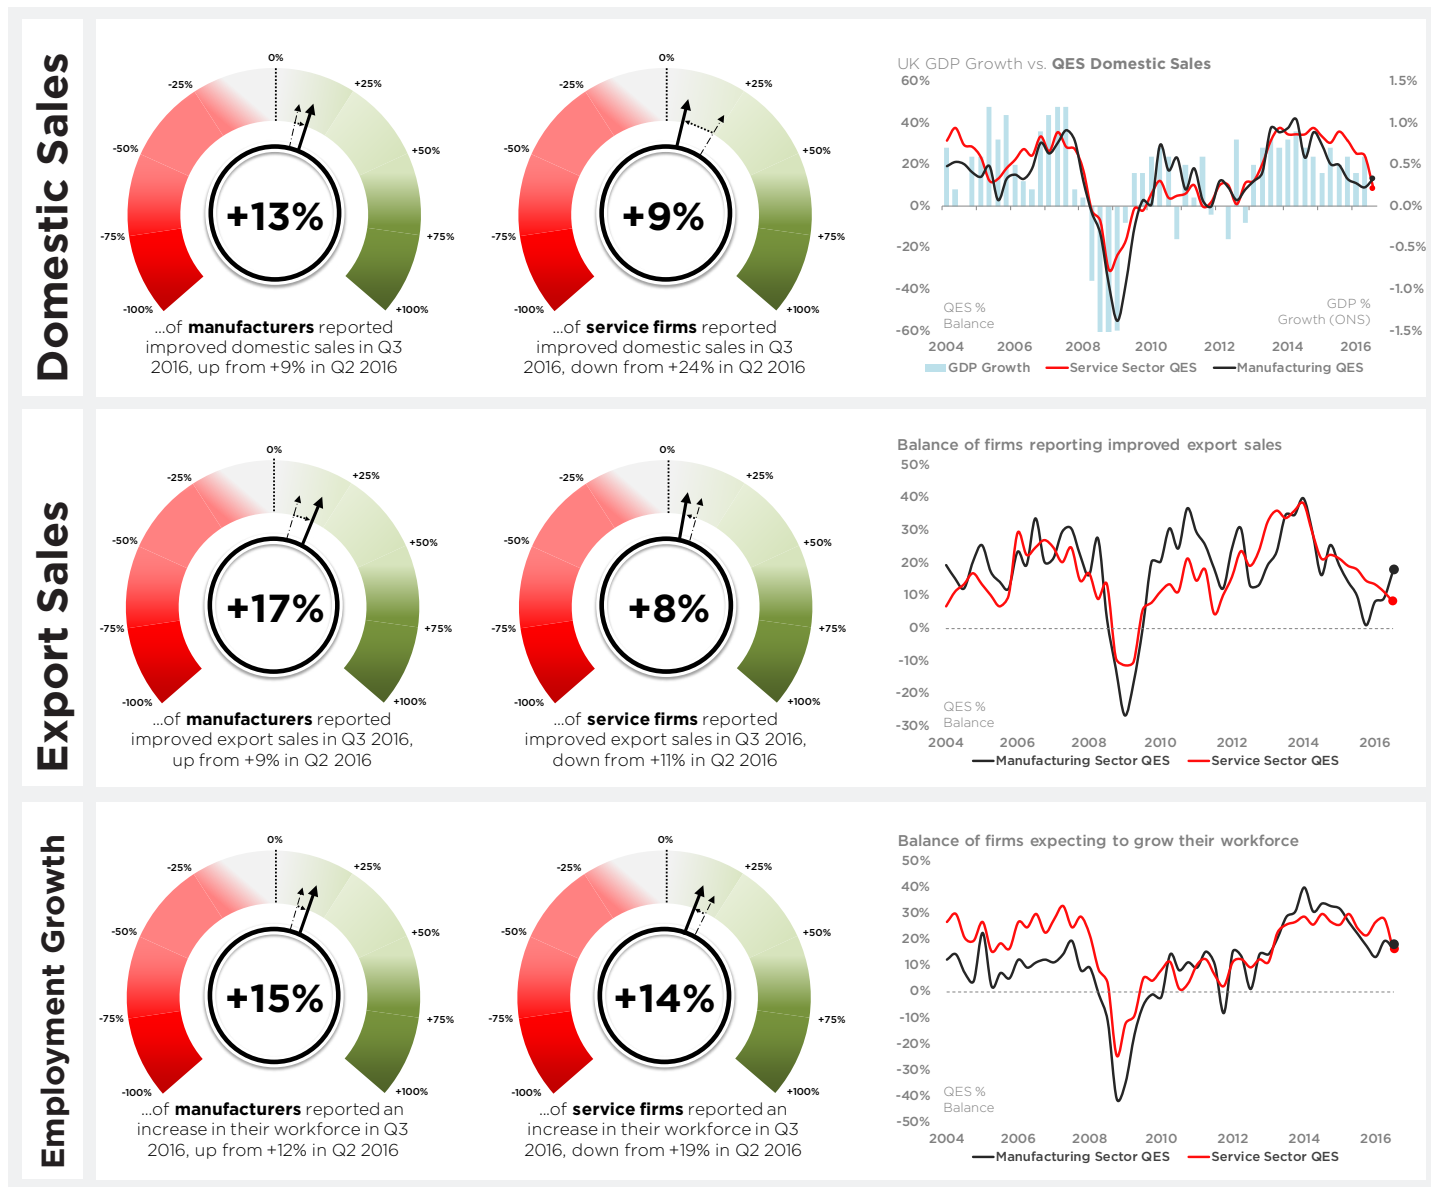 Domestic Sales
0%
-25%
+25%
-50%
+50%
-75%
+75%
-100%
+100%
+13%
...of manufacturers reported
improved domestic sales in Q3
2016, up from +9% in Q2 2016
0%
-25%
+25%
-50%
+50%
-75%
+75%
-100%
+100%
+9%
...of service firms reported
improved domestic sales in Q3
2016, down from +24% in Q2 2016
UK GDP Growth vs. QES Domestic Sales
60%
40%
20%
0%
-20%
-40%
-60%
1.5%
1.0%
0.5%
0.0%
-0.5%
-1.0%
-1.5%
QES %
Balance
GDP %
Growth (ONS)
2004 2006 2008 2010 2012 2014 2016
GDP Growth Service Sector QES Manufacturing QES
Export Sales
0%
-25%
+25%
-50%
+50%
-75%
+75%
-100%
+100%
+17%
...of manufacturers reported
improved export sales in Q3 2016,
up from +9% in Q2 2016
0%
-25%
+25%
-50%
+50%
-75%
+75%
-100%
+100%
+8%
...of service firms reported
improved export sales in Q3 2016,
down from +11% in Q2 2016
Balance of firms reporting improved export sales
50%
40%
30%
20%
10%
0%
-10%
-20%
-30%
QES %
Balance
2004 2006 2008 2010 2012 2014 2016
Manufacturing Sector QES Service Sector QES
Employment Growth
0%
-25%
+25%
-50%
+50%
-75%
+75%
-100%
+100%
+15%
...of manufacturers reported an
increase in their workforce in Q3
2016, up from +12% in Q2 2016
0%
-25%
+25%
-50%
+50%
-75%
+75%
-100%
+100%
+14%
...of service firms reported an
increase in their workforce in Q3
2016, down from +19% in Q2 2016
Balance of firms expecting to grow their workforce
50%
40%
30%
20%
10%
0%
-10%
-20%
-30%
-40%
-50%
QES %
Balance
2004 2006 2008 2010 2012 2014 2016
Manufacturing Sector QES Service Sector QES